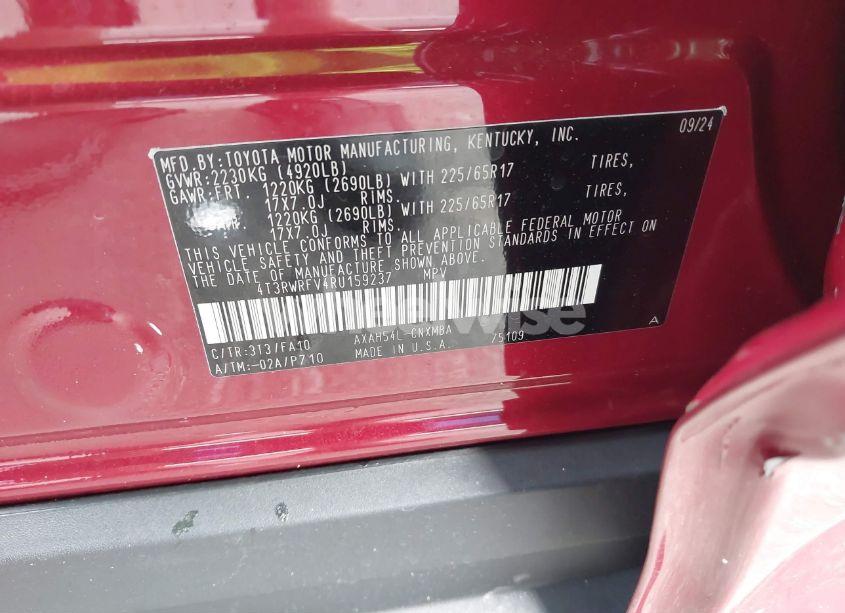 09/24
MFD.BY:TOYOTA MOTOR MANUFACTURING, KENTUCKY, INC.
GVWR:2230KG (4920LB)
GAWR:FRT. 1220KG (2690LB) WITH 225/65R17 TIRES,
17X7.0J RIMS.
1220KG (2690LB) WITH 225/65R17 TIRES,
17X7.0J RIMS.
THIS VEHICLE CONFORMS TO ALL APPLICABLE FEDERAL MOTOR
VEHICLE SAFETY AND THEFT PREVENTION STANDARDS IN EFFECT ON
THE DATE OF MANUFACTURE SHOWN ABOVE.
4T3RWRFV4RU159237 MPV
C/TR:3T3/FA10 AXAH54L-CNXMBA 75109
A/TM:-02A/P710 MADE IN U.S.A. A